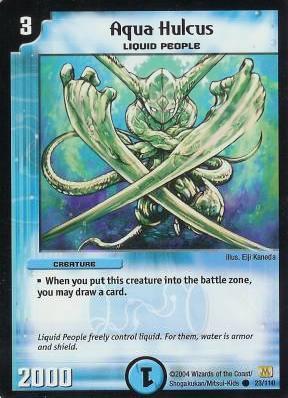 3
Aqua Hulcus
LIQUID PEOPLE
Illus. Eiji Kaneda
CREATURE
▪ When you put this creature into the battle zone,
you may draw a card.
Liquid People freely control liquid. For them, water is armor
and shield.
2000
1
©2004 Wizards of the Coast/
Shogakukan/Mitsui-Kids ● 23/110